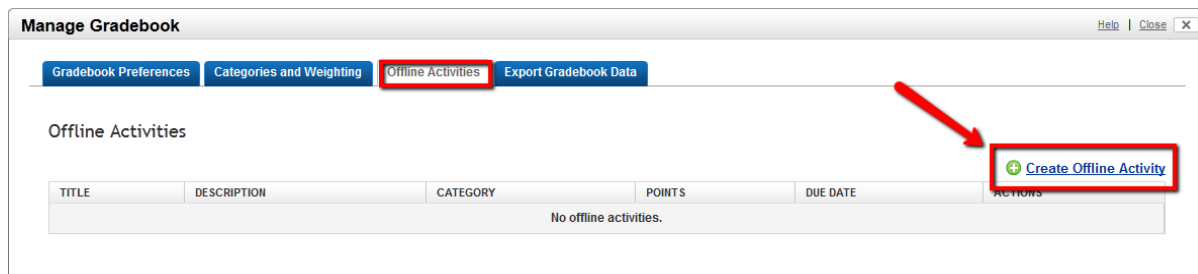 Manage Gradebook Help | Close X
Gradebook Preferences Categories and Weighting Offline Activities Export Gradebook Data
Offline Activities
Create Offline Activity
TITLE DESCRIPTION CATEGORY POINTS DUE DATE ACTIONS
No offline activities.